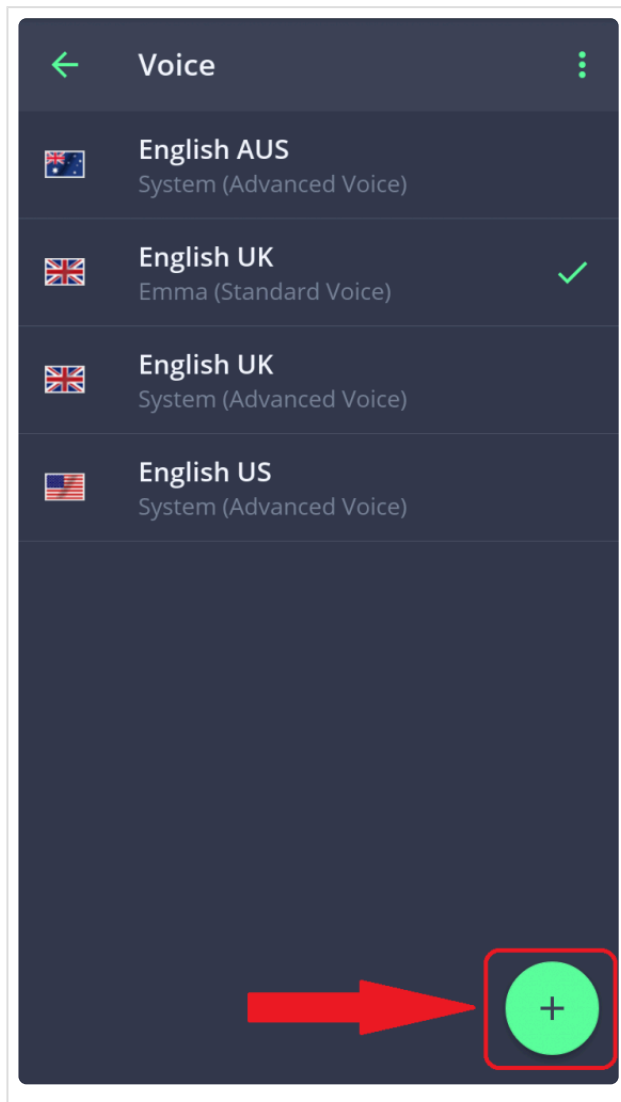 Voice
English AUS
System (Advanced Voice)
English UK
Emma (Standard Voice)
English UK
System (Advanced Voice)
English US
System (Advanced Voice)
+